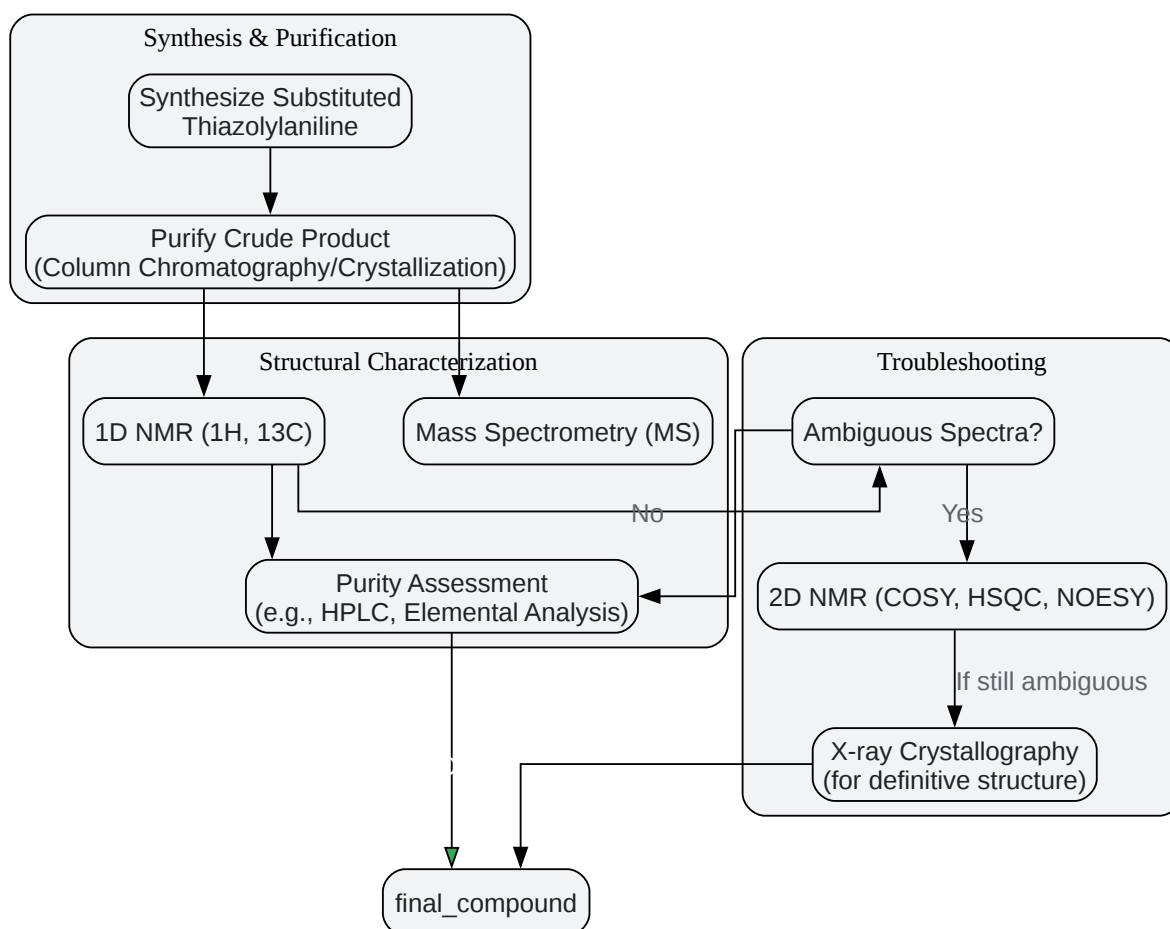 Synthesis & Purification
Synthesize Substituted
Thiazolylaniline
Purify Crude Product
(Column Chromatography/Crystallization)
Structural Characterization
Troubleshooting
1D NMR (1H, 13C)
Mass Spectrometry (MS)
Ambiguous Spectra?
No
Yes
Purity Assessment
(e.g., HPLC, Elemental Analysis)
2D NMR (COSY, HSQC, NOESY)
If still ambiguous
X-ray Crystallography
(for definitive structure)
final_compound